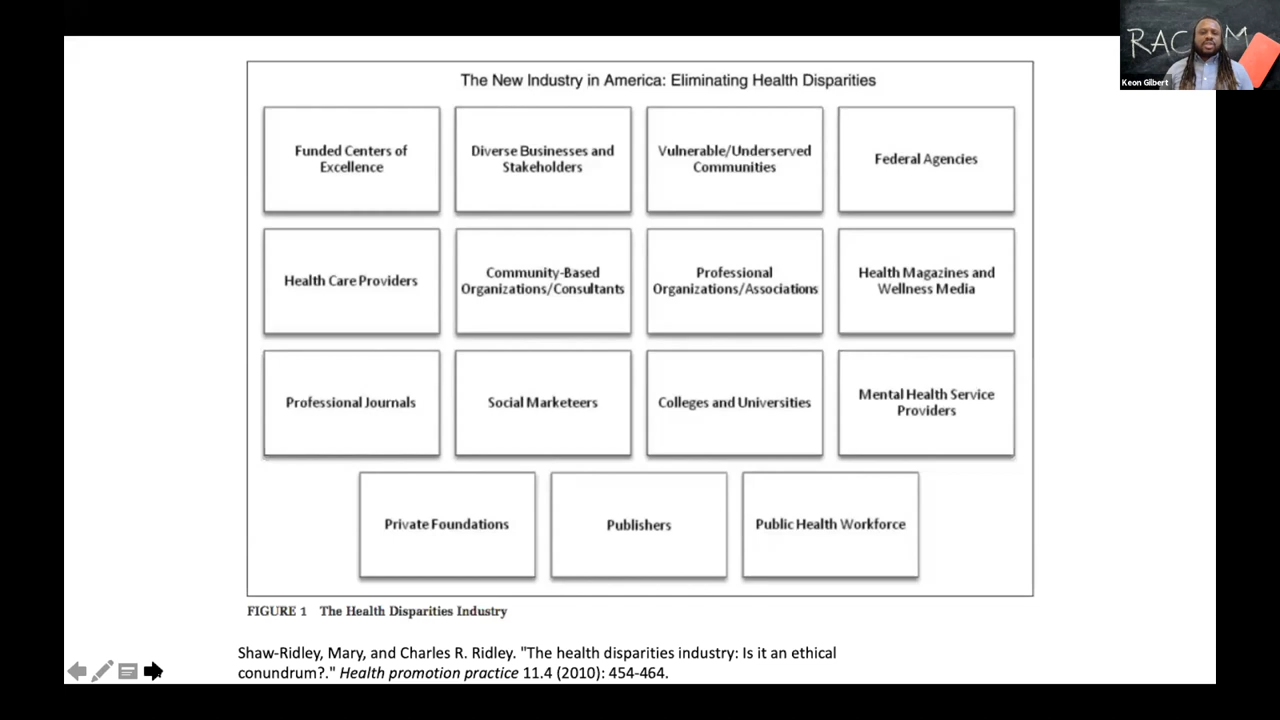 RAC M
Keon Gilbert
The New Industry in America: Eliminating Health Disparities
Funded Centers of
Excellence
Diverse Businesses and
Stakeholders
Vulnerable/Underserved
Communities
Federal Agencies
Health Care Providers
Community-Based
Organizations/Consultants
Professional
Organizations/Associations
Health Magazines and
Wellness Media
Professional Journals
Social Marketeers
Colleges and Universities
Mental Health Service
Providers
Private Foundations
Publishers
Public Health Workforce
FIGURE 1 The Health Disparities Industry
Shaw-Ridley, Mary, and Charles R. Ridley. "The health disparities industry: Is it an ethical
conundrum?." Health promotion practice 11.4 (2010): 454-464.